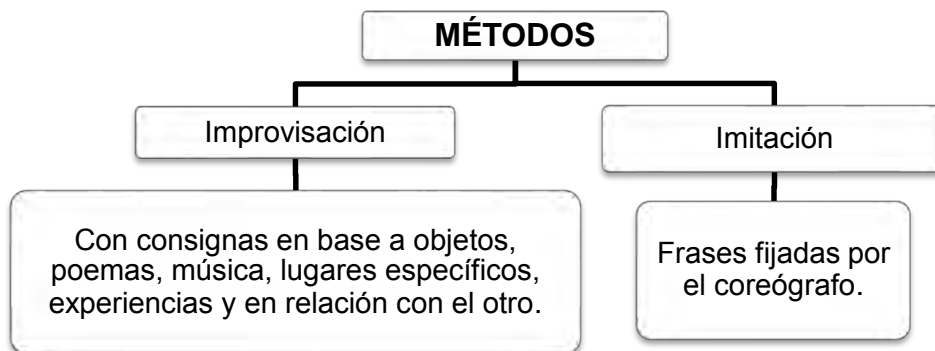 MÉTODOS
Improvisación
Imitación
Con consignas en base a objetos,
poemas, música, lugares específicos,
experiencias y en relación con el otro.
Frases fijadas por
el coreógrafo.